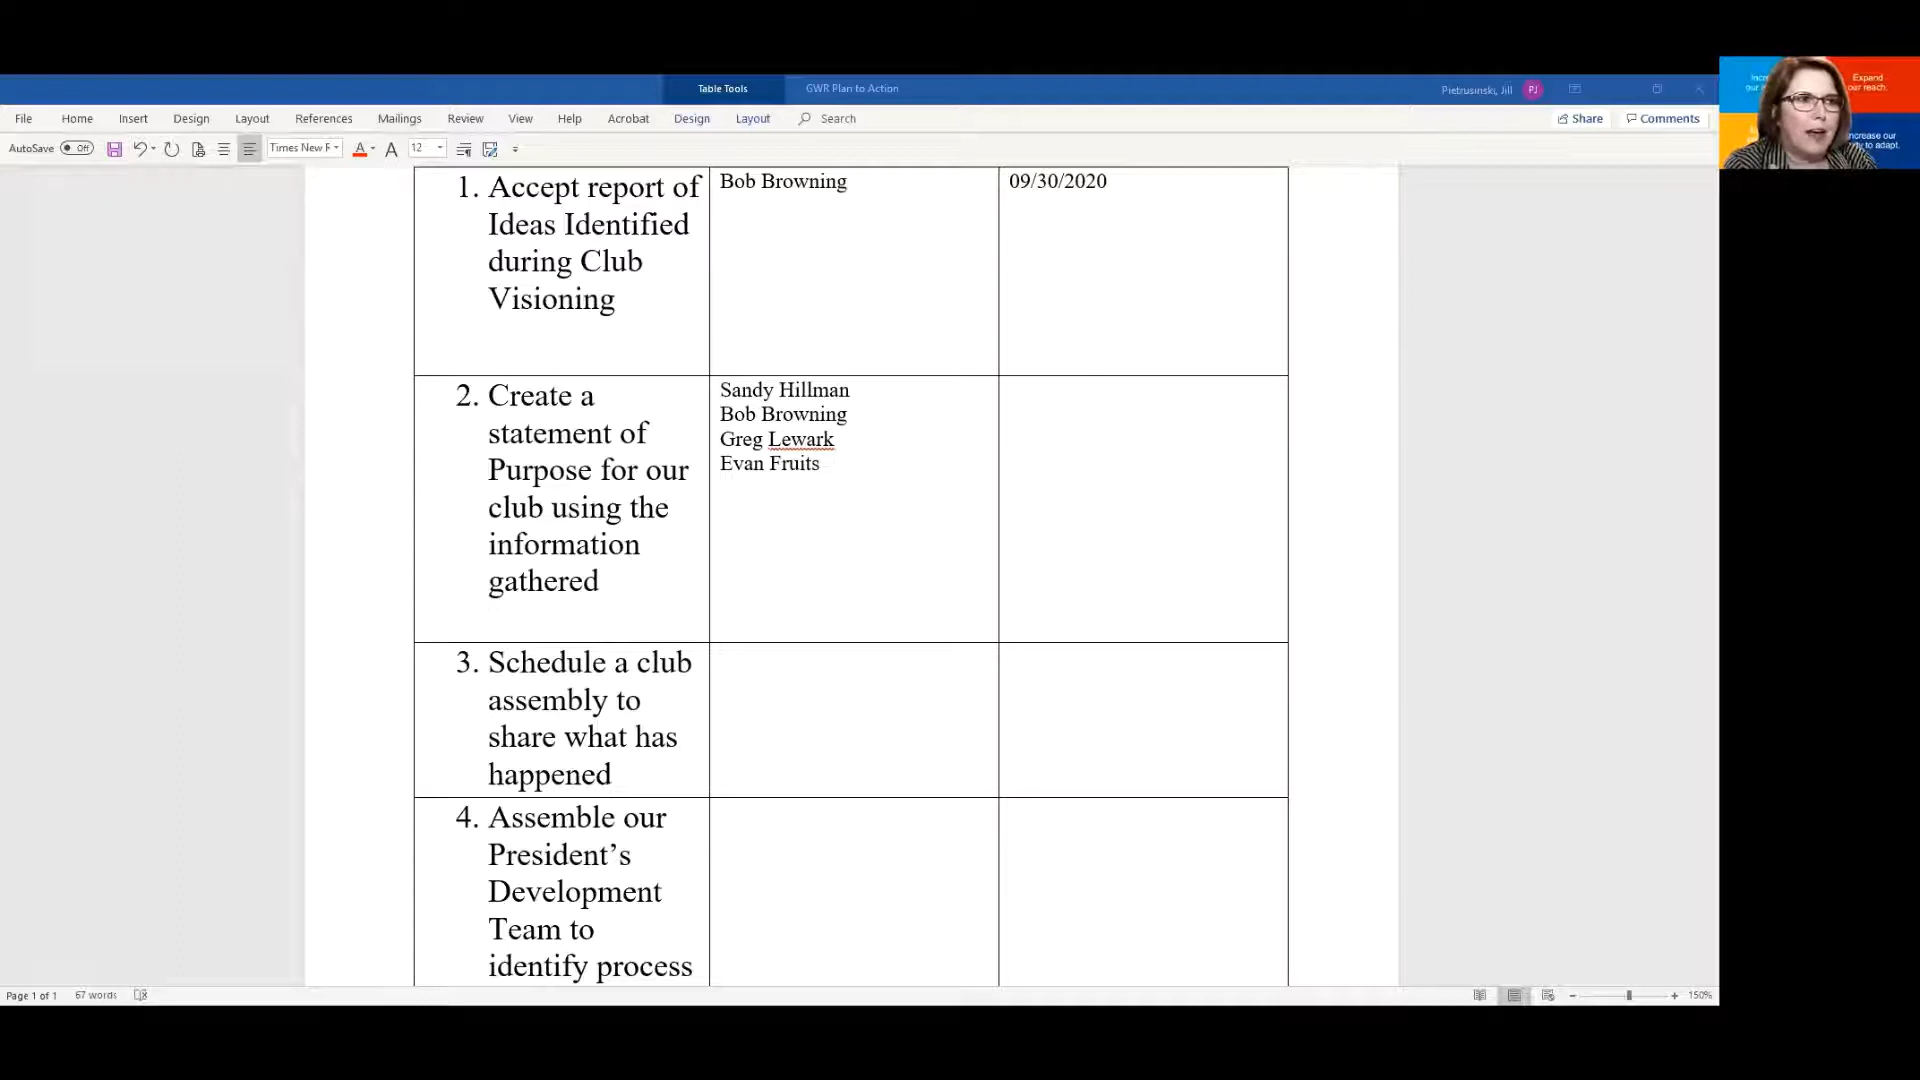 Table Tools
GWR Plan to Action
Pietrusinski, Jill
PJ
File
Home
Insert
Design
Layout
References
Mailings
Review
View
Help
Acrobat
Design
Layout
Search
Share
Comments
AutoSave
Off
Times New F
A
A
12
1. Accept report of
Ideas Identified
during Club
Visioning
Bob Browning
09/30/2020
2. Create a
statement of
Purpose for our
club using the
information
gathered
Sandy Hillman
Bob Browning
Greg Lewark
Evan Fruits
3. Schedule a club
assembly to
share what has
happened
4. Assemble our
President’s
Development
Team to
identify process
Page 1 of 1
67 words
150%
Expand
our reach.